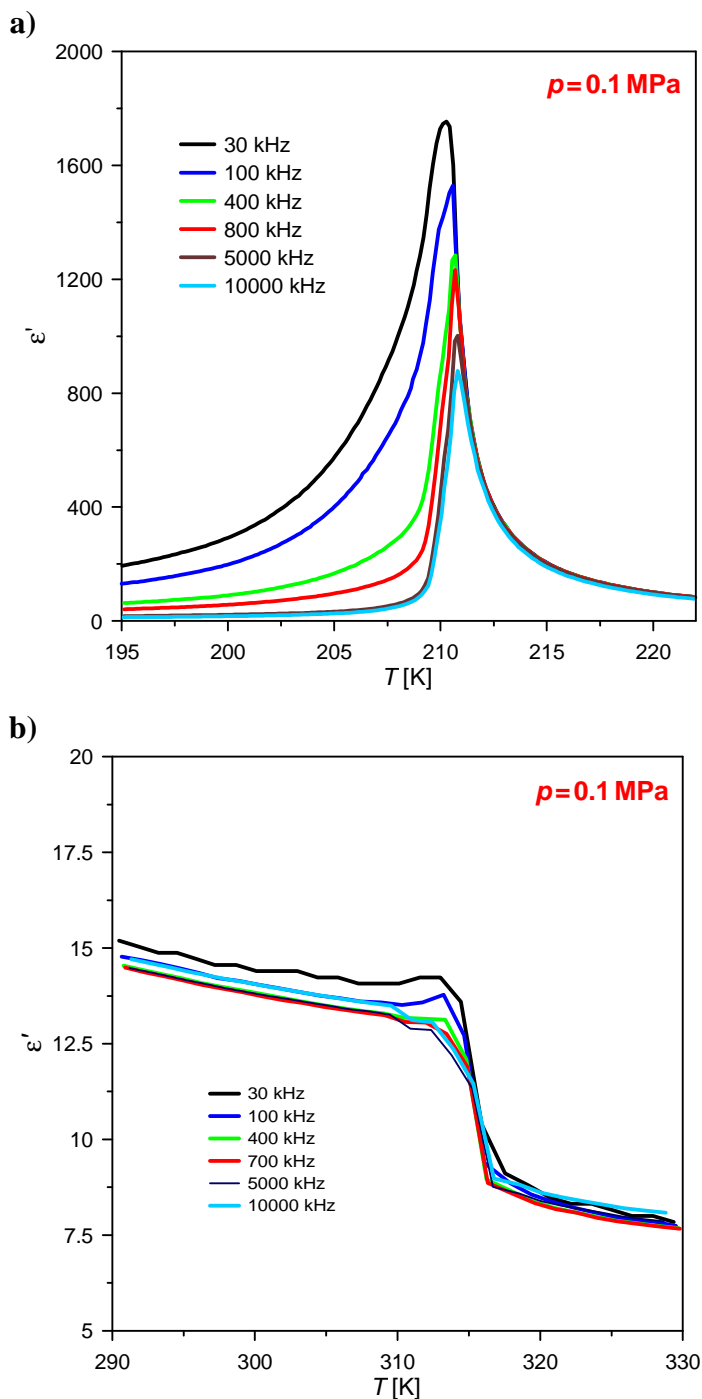 a)
2000
p = 0.1 MPa
30 kHz
1600
100 kHz
400 kHz
800 kHz
1200
5000 kHz
10000 kHz
ε'
800
400
0
195
200
205
210
215
220
T [K]
b)
20
p = 0.1 MPa
17.5
15
ε'
12.5
30 kHz
100 kHz
10
400 kHz
700 kHz
5000 kHz
10000 kHz
7.5
5
290
300
310
320
330
T [K]